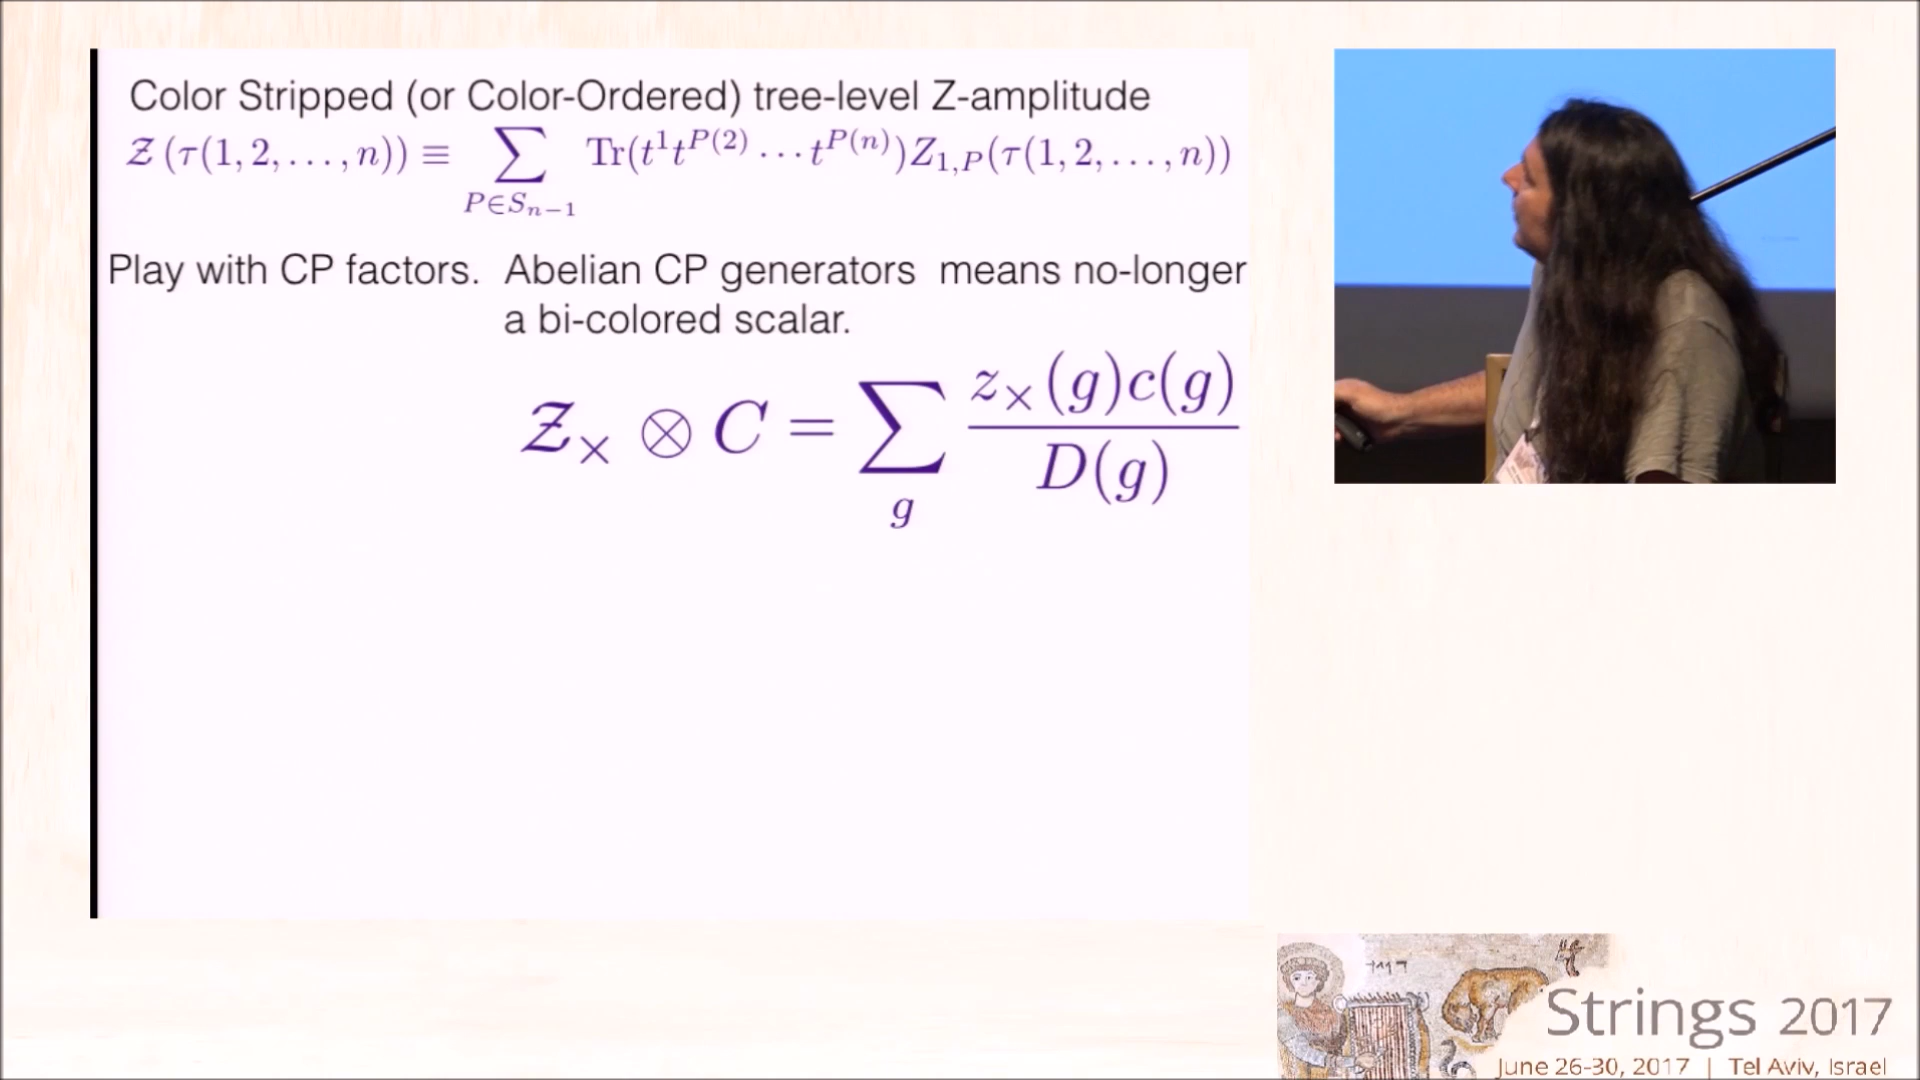 Color Stripped (or Color-Ordered) tree-level Z-amplitude
𝒵 (τ(1, 2, . . . , n)) ≡ ∑_{P∈S_{n−1}} Tr(t^1 t^{P(2)} · · · t^{P(n)}) Z_{1,P}(τ(1, 2, . . . , n))
Play with CP factors. Abelian CP generators means no-longer
a bi-colored scalar.
𝒵_× ⊗ C = ∑_g z_×(g)c(g) / D(g)
Strings 2017
June 26-30, 2017 | Tel Aviv, Israel